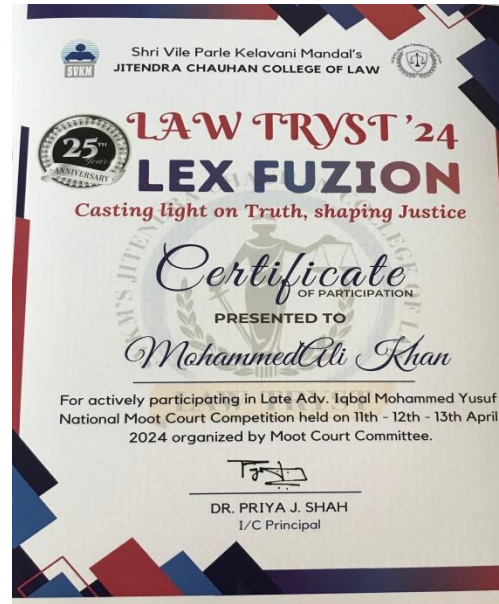 SVKM
Shri Vile Parle Kelavani Mandal's
JITENDRA CHAUHAN COLLEGE OF LAW
25TH
Year
ANNIVERSARY
LAW TRYST '24
LEX FUZION
Casting light on Truth, shaping Justice
Certificate
OF PARTICIPATION
PRESENTED TO
MohammedAli Khan
LAW TRYST
For actively participating in Late Adv. Iqbal Mohammed Yusuf
National Moot Court Competition held on 11th - 12th - 13th April
2024 organized by Moot Court Committee.
DR. PRIYA J. SHAH
I/C Principal